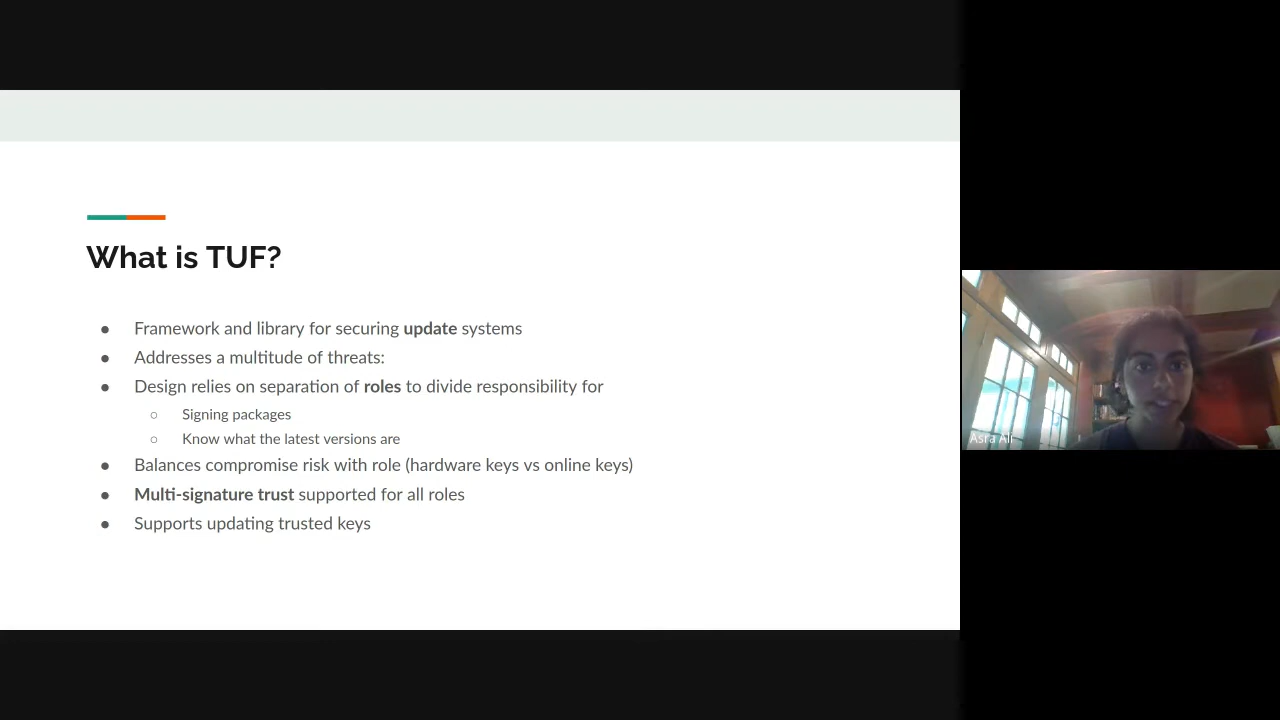 What is TUF?
● Framework and library for securing update systems
● Addresses a multitude of threats:
● Design relies on separation of roles to divide responsibility for
○ Signing packages
○ Know what the latest versions are
● Balances compromise risk with role (hardware keys vs online keys)
● Multi-signature trust supported for all roles
● Supports updating trusted keys
Asra Ali